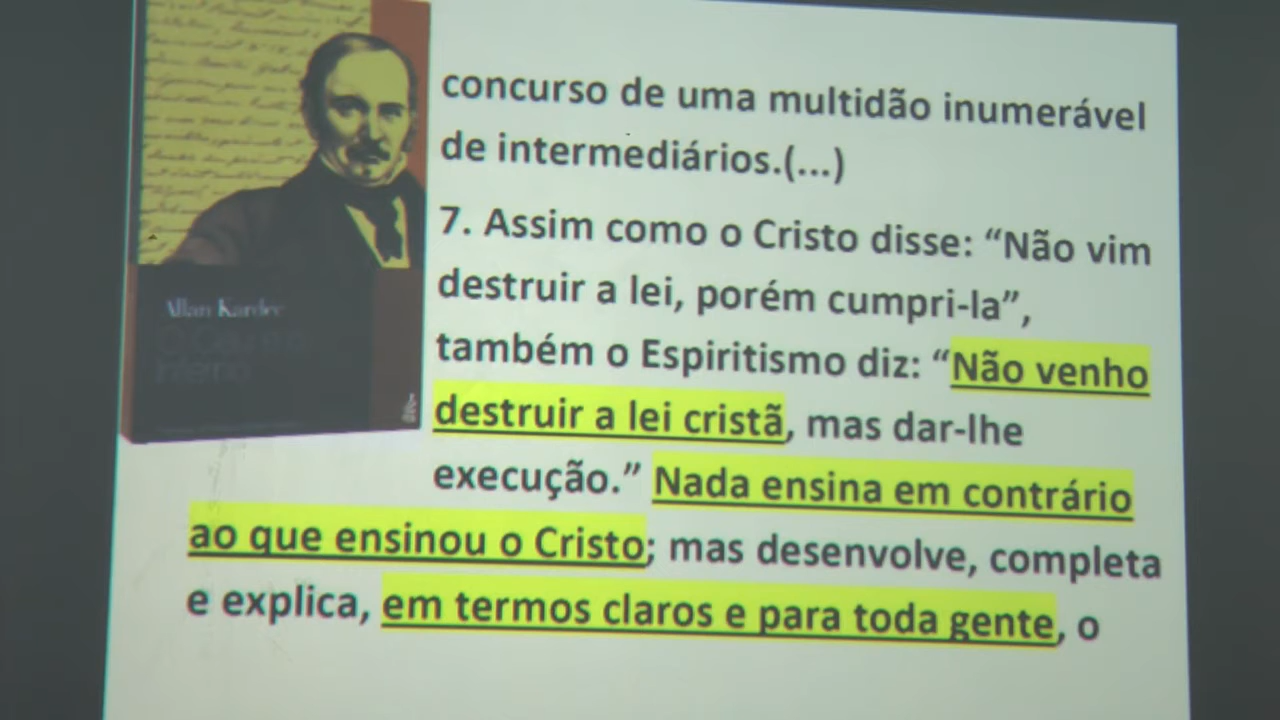 concurso de uma multidão inumerável
de intermediários.(...)
7. Assim como o Cristo disse: “Não vim
destruir a lei, porém cumpri-la”,
também o Espiritismo diz: “Não venho
destruir a lei cristã, mas dar-lhe
execução.” Nada ensina em contrário
ao que ensinou o Cristo; mas desenvolve, completa
e explica, em termos claros e para toda gente, o
Allan Kardec